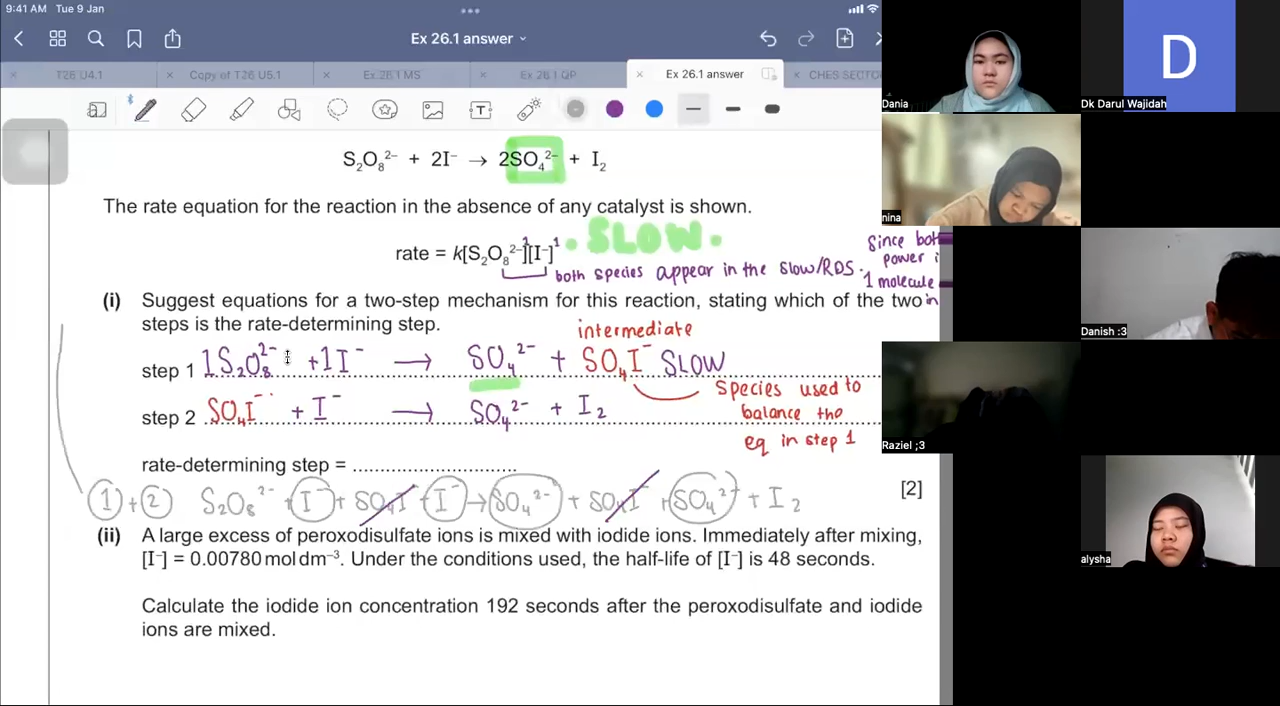 9:41 AM Tue 9 Jan
Ex 26.1 answer
T26 U4.1
Copy of T26 U5.1
Ex 26.1 MS
Ex 26.1 QP
Ex 26.1 answer
CHES SECTIO
S₂O₈²⁻ + 2I⁻ → 2SO₄²⁻ + I₂
The rate equation for the reaction in the absence of any catalyst is shown.
SLOW
rate = k[S₂O₈²⁻]¹[I⁻]¹
both species appear in the slow/RDS.
Since bot
power i
1 molecule
in
(i) Suggest equations for a two-step mechanism for this reaction, stating which of the two
steps is the rate-determining step.
intermediate
step 1 1S₂O₈²⁻ + 1I⁻ → SO₄²⁻ + SO₄I⁻ SLOW
species used to
balance the
eq in step 1
step 2 SO₄I⁻ + I⁻ → SO₄²⁻ + I₂
rate-determining step = ..............................
[2]
① + ② S₂O₈²⁻ + I⁻ + SO₄I⁻ + I⁻ → SO₄²⁻ + SO₄I⁻ + SO₄²⁻ + I₂
(ii) A large excess of peroxodisulfate ions is mixed with iodide ions. Immediately after mixing,
[I⁻] = 0.00780 mol dm⁻³. Under the conditions used, the half-life of [I⁻] is 48 seconds.
Calculate the iodide ion concentration 192 seconds after the peroxodisulfate and iodide
ions are mixed.
Dania
D
Dk Darul Wajidah
nina
Danish :3
Raziel ;3
alysha